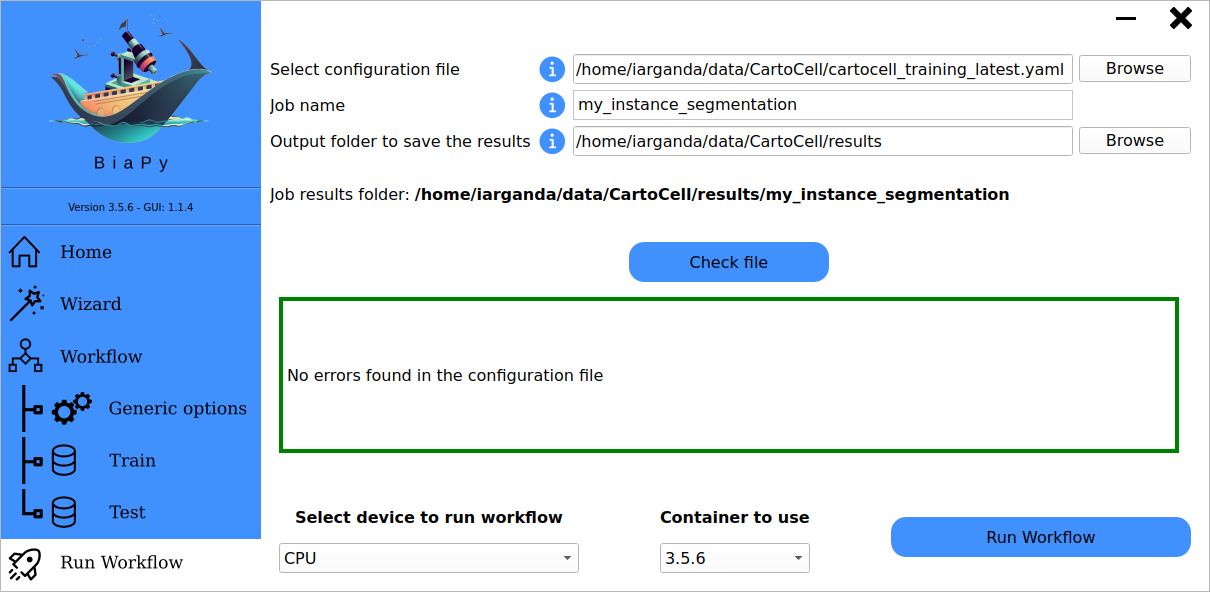 BiaPy
Version 3.5.6 - GUI: 1.1.4
Home
Wizard
Workflow
Generic options
Train
Test
Run Workflow
Select configuration file
/home/iarganda/data/CartoCell/cartocell_training_latest.yaml
Browse
Job name
my_instance_segmentation
Output folder to save the results
/home/iarganda/data/CartoCell/results
Browse
Job results folder: /home/iarganda/data/CartoCell/results/my_instance_segmentation
Check file
No errors found in the configuration file
Select device to run workflow
CPU
Container to use
3.5.6
Run Workflow